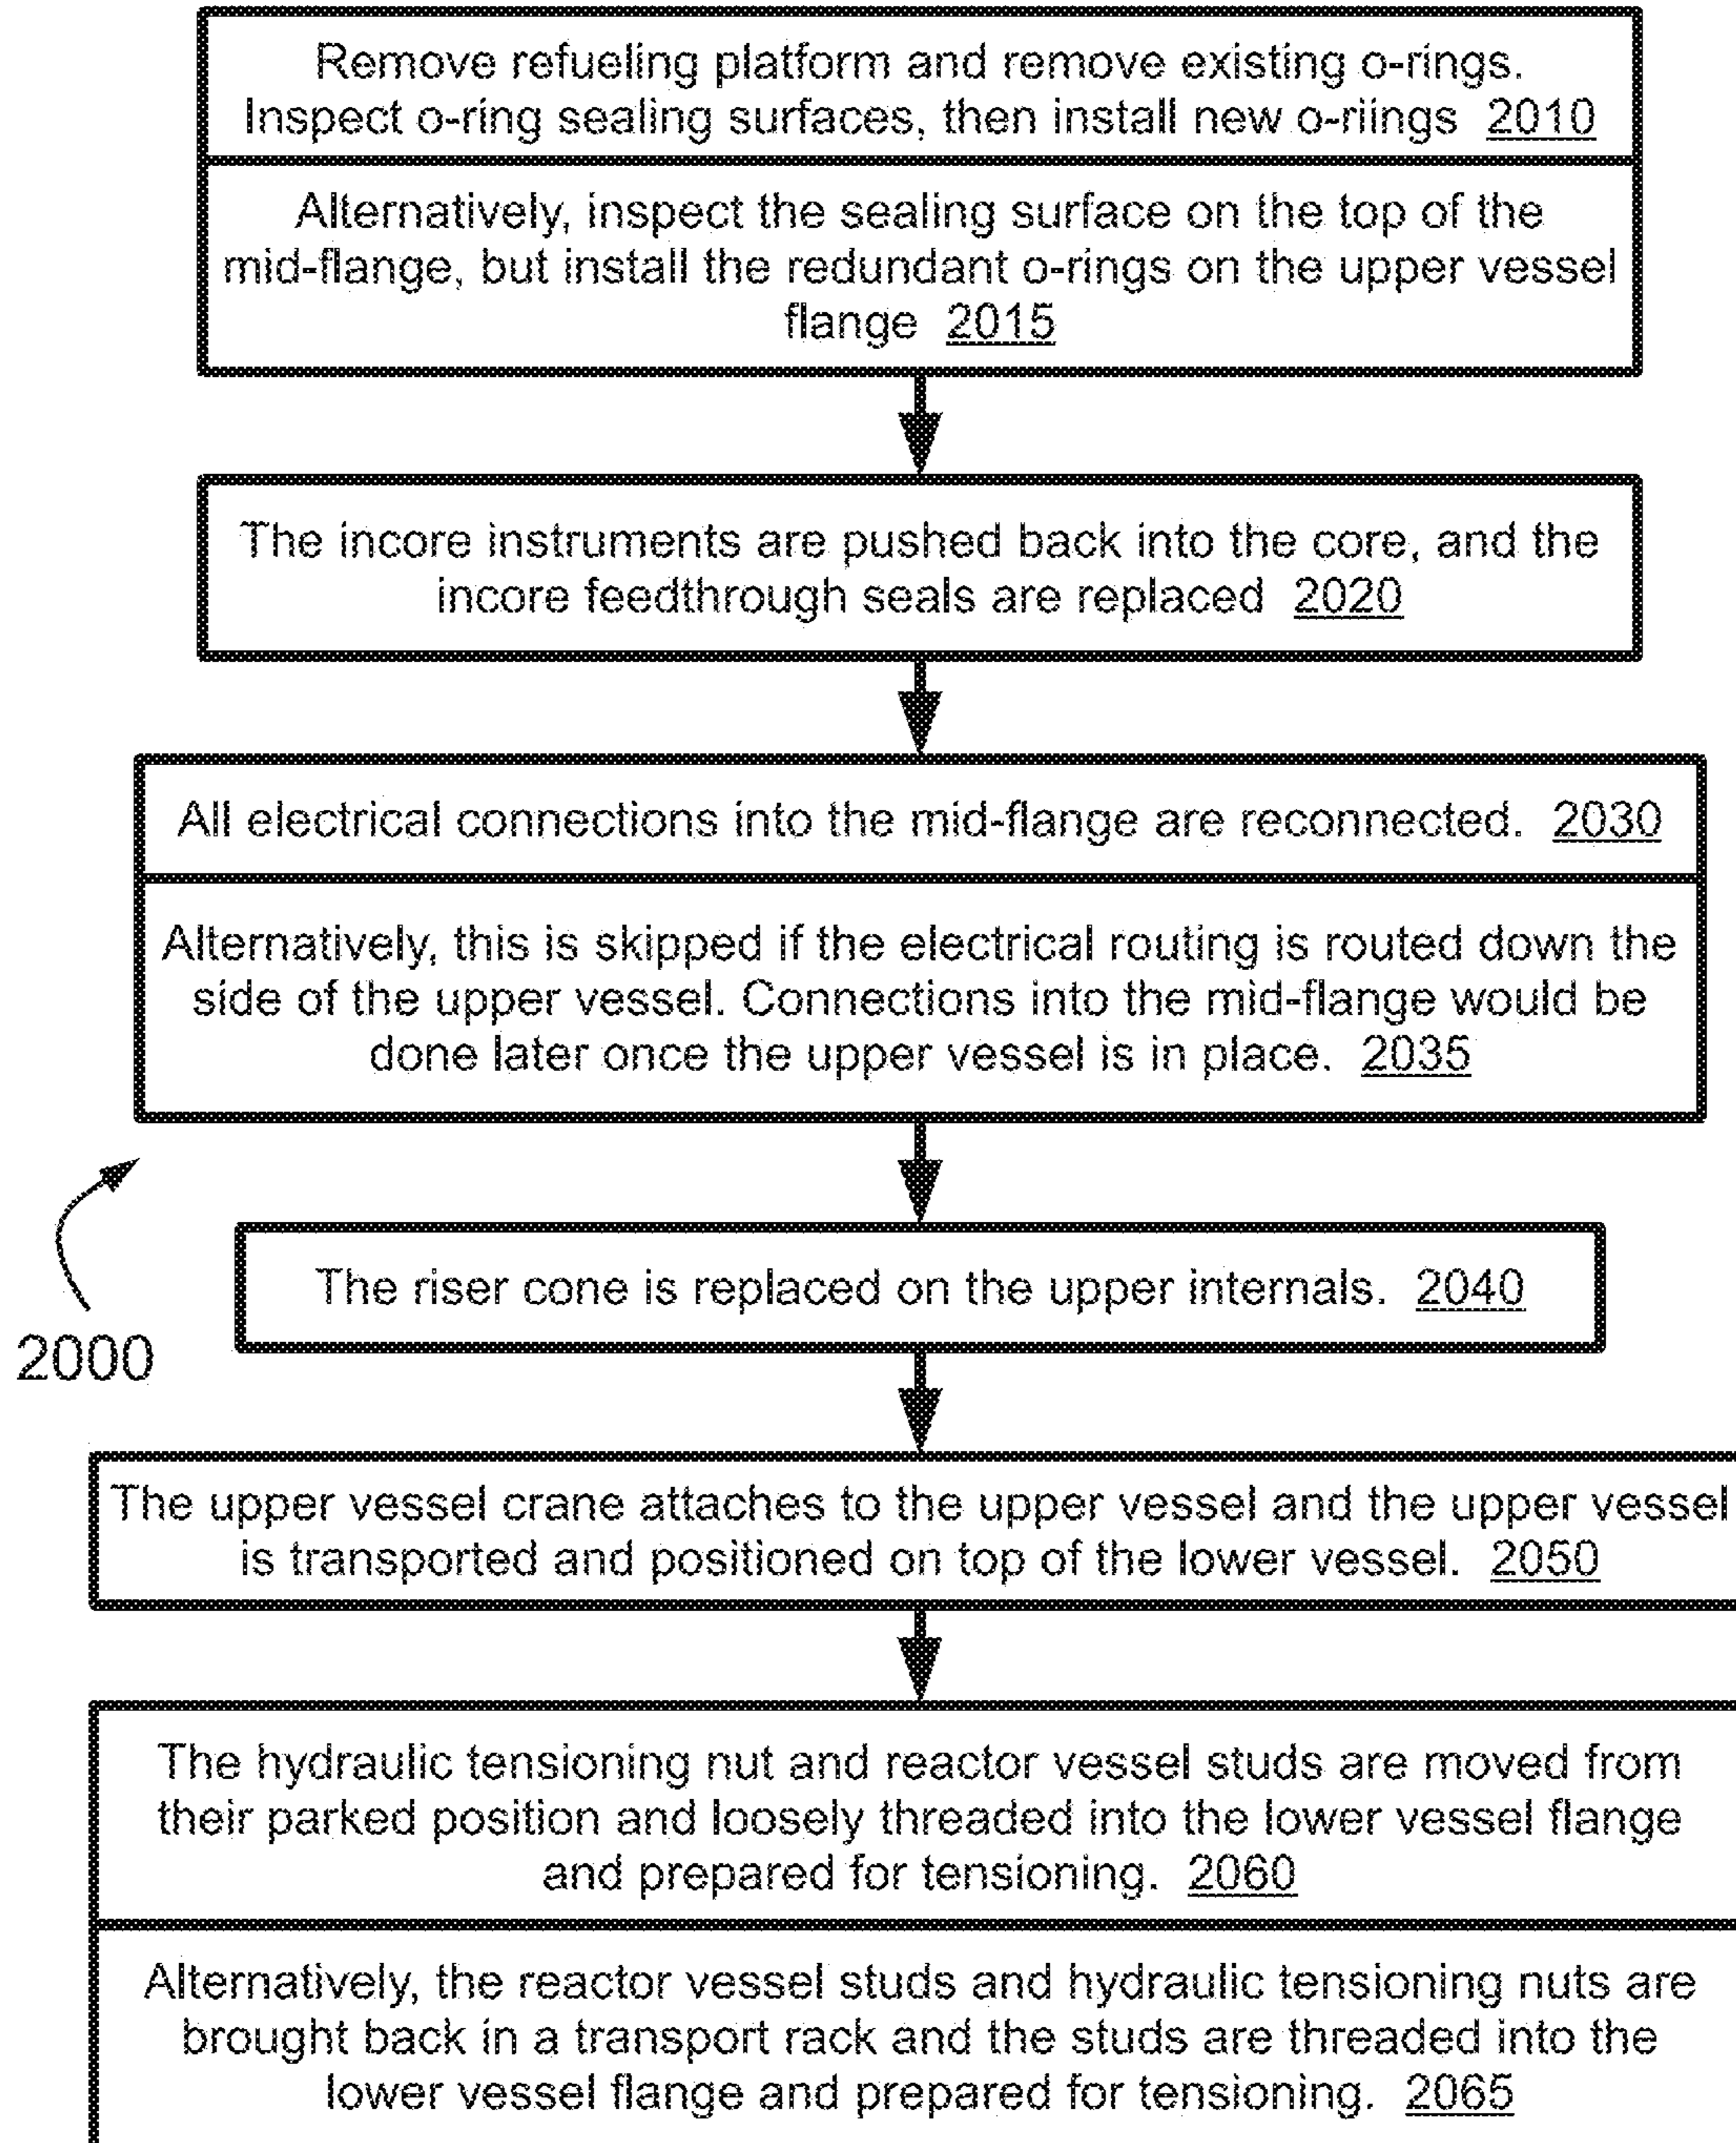 Remove refueling platform and remove existing o-rings.
Inspect o-ring sealing surfaces, then install new o-riings 2010
Alternatively, inspect the sealing surface on the top of the
mid-flange, but install the redundant o-rings on the upper vessel
flange 2015
The incore instruments are pushed back into the core, and the
incore feedthrough seals are replaced 2020
All electrical connections into the mid-flange are reconnected. 2030
Alternatively, this is skipped if the electrical routing is routed down the
side of the upper vessel. Connections into the mid-flange would be
done later once the upper vessel is in place. 2035
The riser cone is replaced on the upper internals. 2040
2000
The upper vessel crane attaches to the upper vessel and the upper vessel
is transported and positioned on top of the lower vessel. 2050
The hydraulic tensioning nut and reactor vessel studs are moved from
their parked position and loosely threaded into the lower vessel flange
and prepared for tensioning. 2060
Alternatively, the reactor vessel studs and hydraulic tensioning nuts are
brought back in a transport rack and the studs are threaded into the
lower vessel flange and prepared for tensioning. 2065